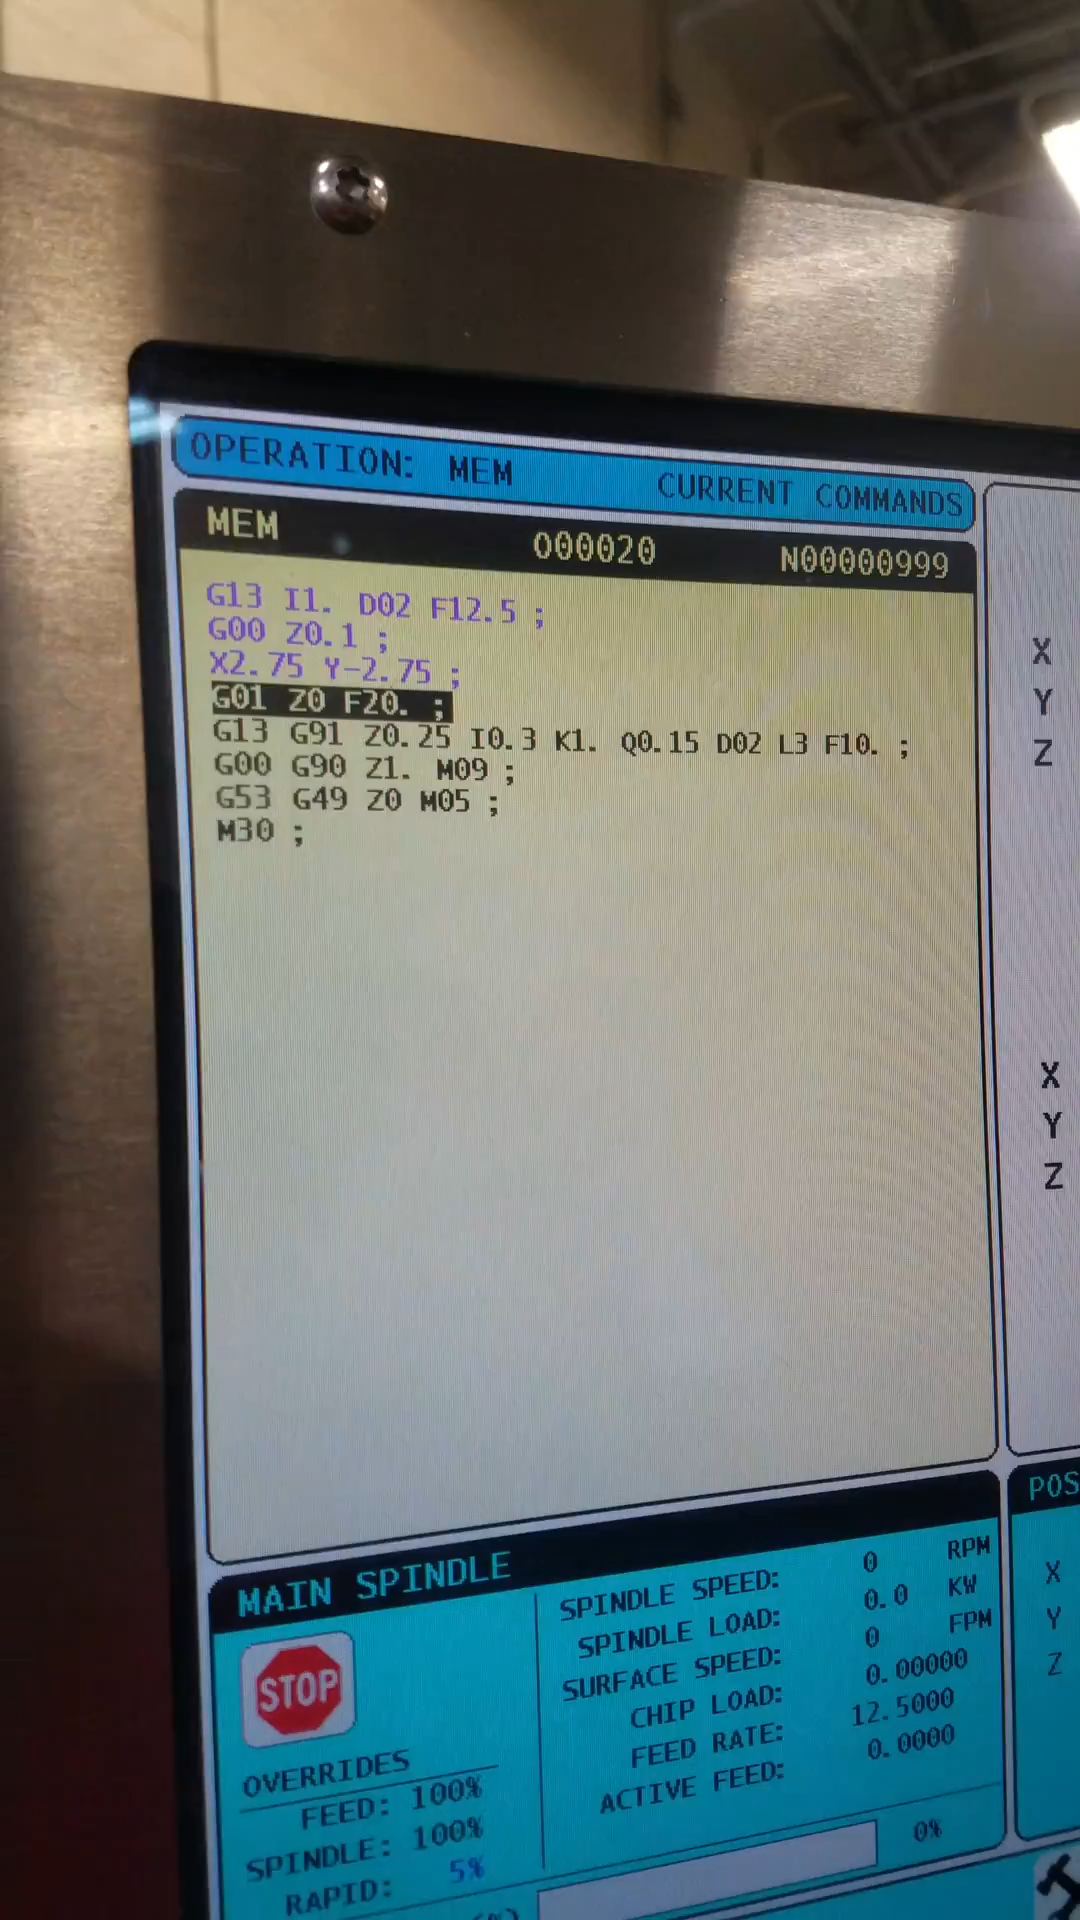 OPERATION: MEM CURRENT COMMANDS
MEM O00020 N00000999
G13 I1. D02 F12.5 ;
G00 Z0.1 ;
X2.75 Y-2.75 ;
G01 Z0 F20. ;
G13 G91 Z0.25 I0.3 K1. Q0.15 D02 L3 F10. ;
G00 G90 Z1. M09 ;
G53 G49 Z0 M05 ;
M30 ;
X
Y
Z
X
Y
Z
MAIN SPINDLE
STOP
OVERRIDES
FEED: 100%
SPINDLE: 100%
RAPID: 5%
SPINDLE SPEED: 0 RPM
SPINDLE LOAD: 0.0 KW
SURFACE SPEED: 0 FPM
CHIP LOAD: 0.00000
FEED RATE: 12.5000
ACTIVE FEED: 0.0000
0%
POS
X
Y
Z